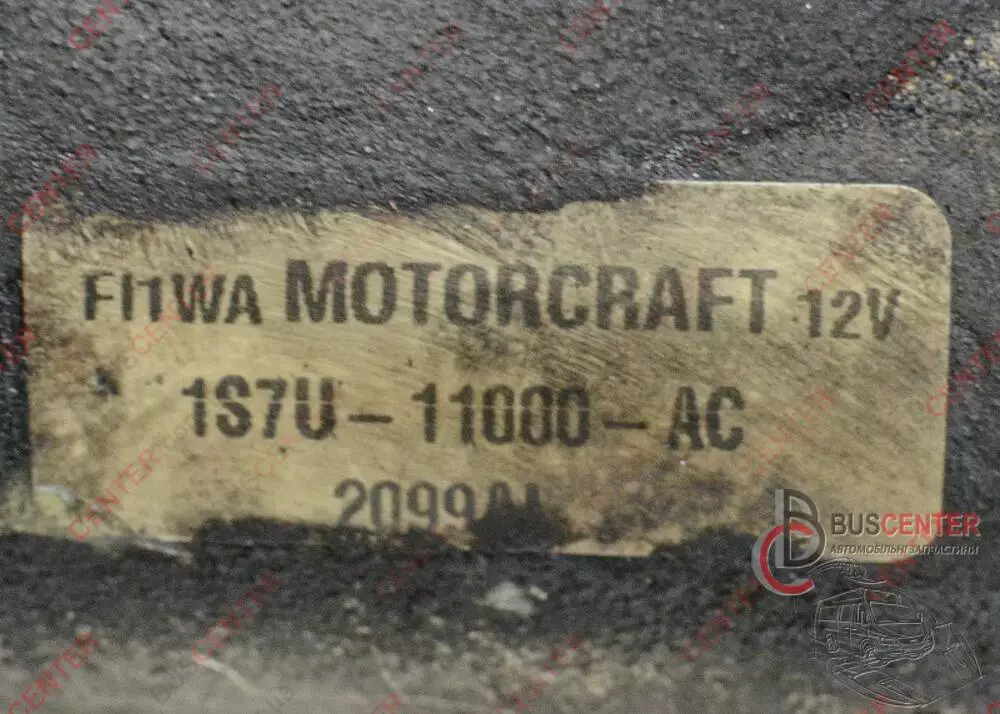 FI1WA MOTORCRAFT 12V
1S7U-11000-AC
BUSCENTER
АВТОМОБІЛЬНІ ЗАПЧАСТИНИ